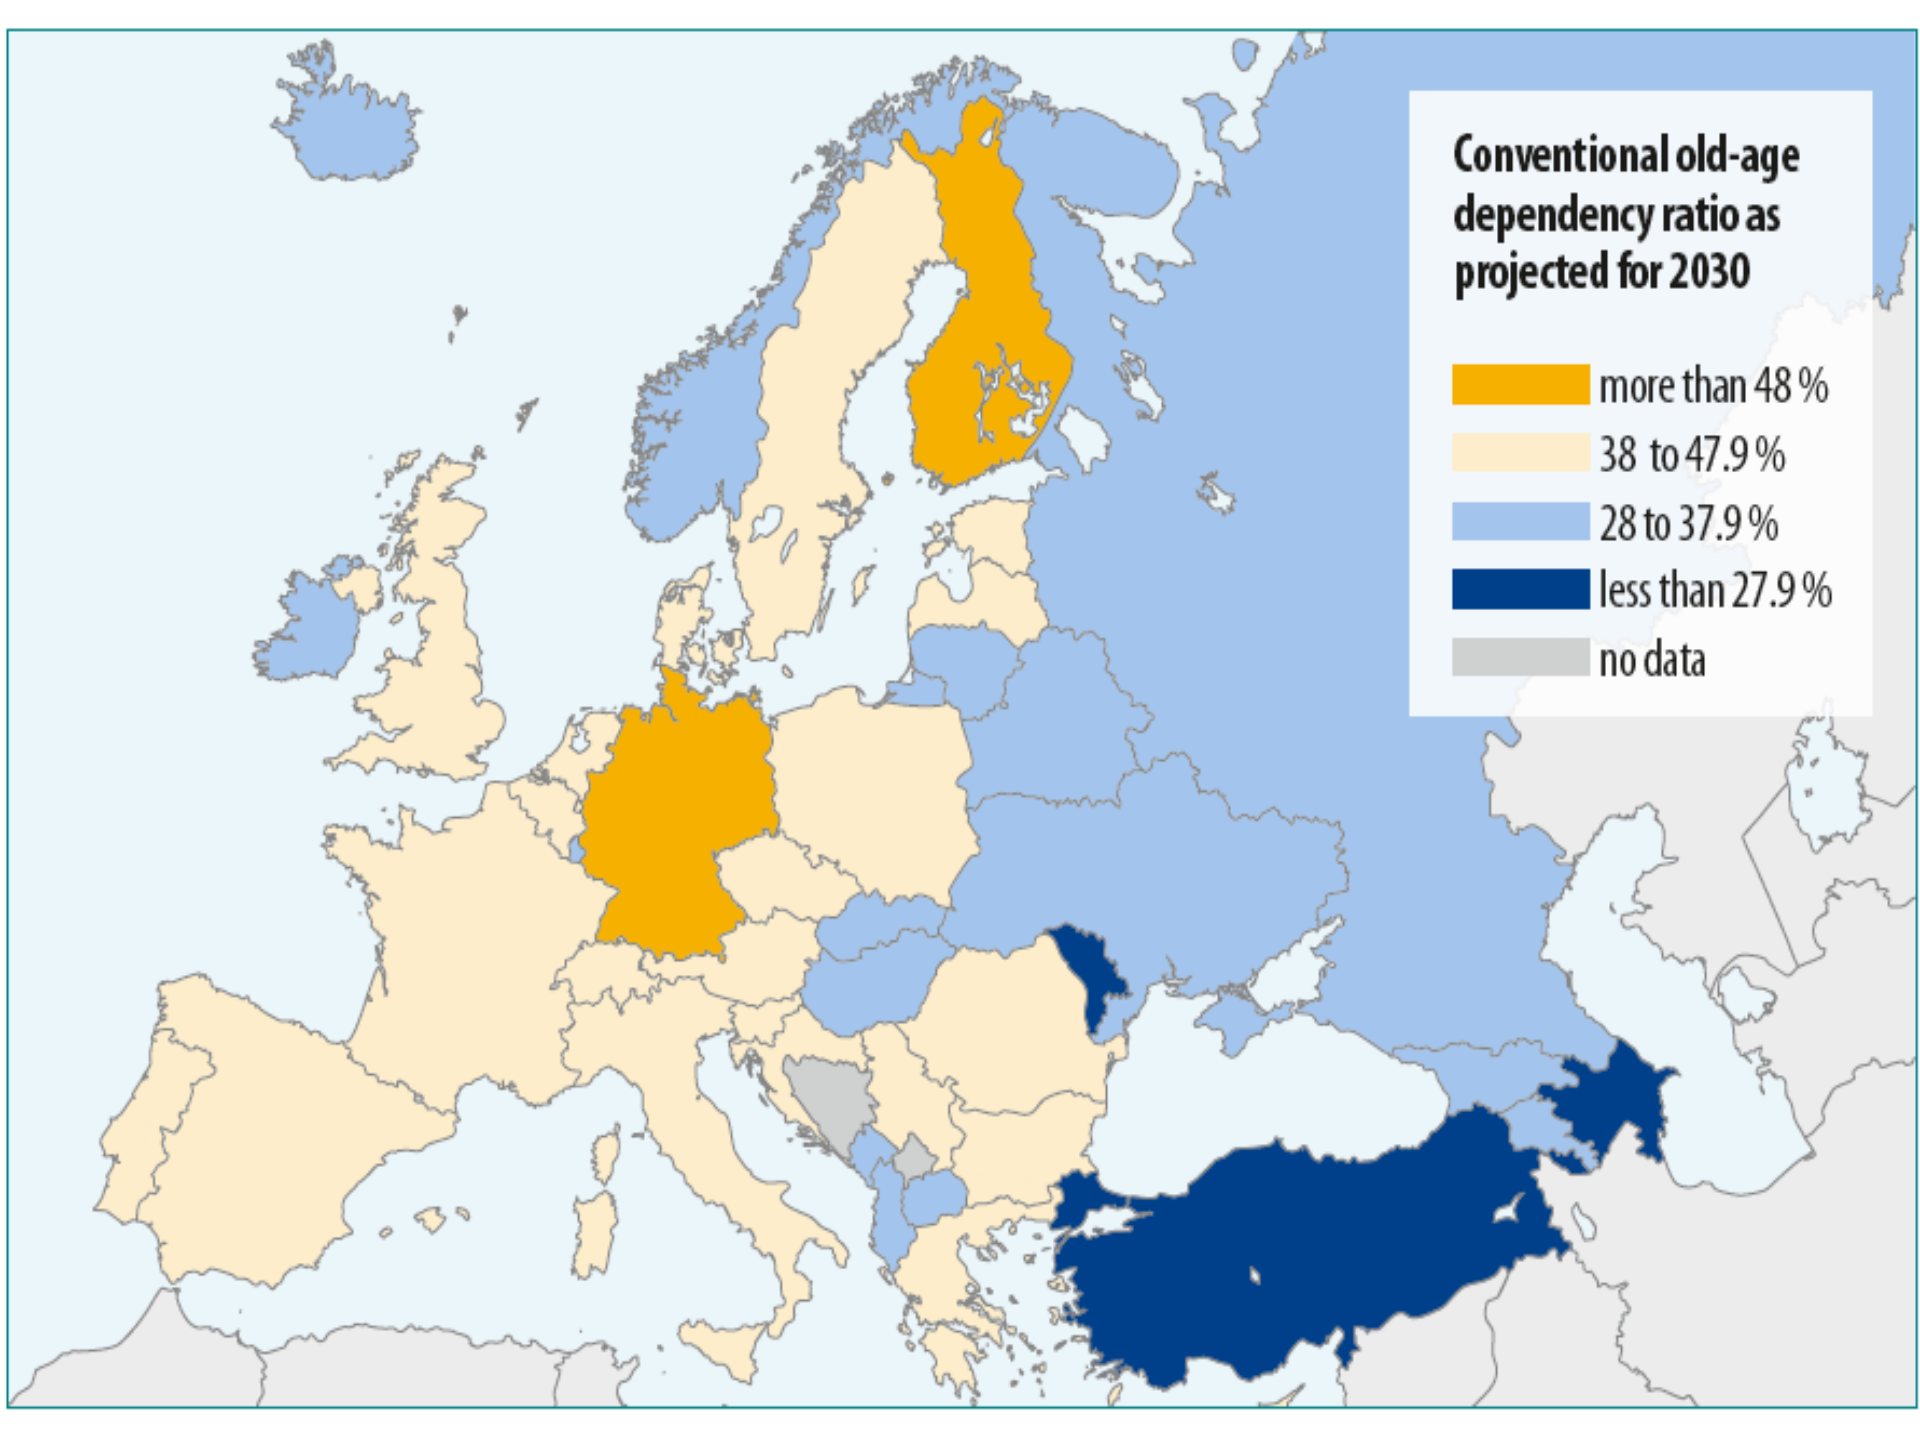 Conventional old-age
dependency ratio as
projected for 2030
more than 48 %
38 to 47.9 %
28 to 37.9 %
less than 27.9 %
no data